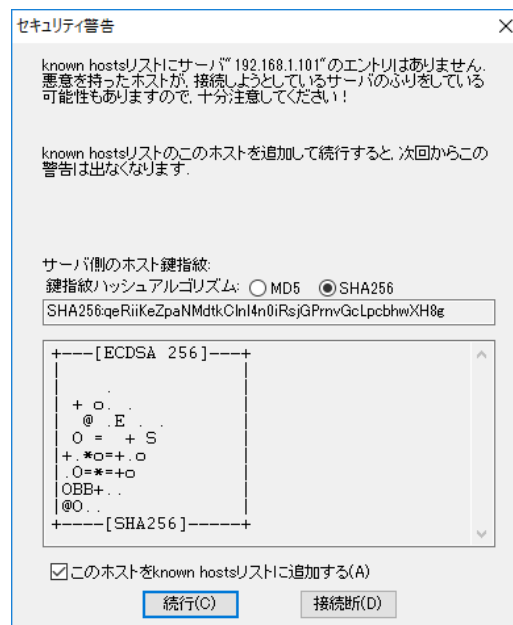 セキュリティ警告
known hostsリストにサーバ"192.168.1.101"のエントリはありません.
悪意を持ったホストが, 接続しようとしているサーバのふりをしている
可能性もありますので, 十分注意してください!
known hostsリストのこのホストを追加して続行すると, 次回からこの
警告は出なくなります.
サーバ側のホスト鍵指紋:
鍵指紋ハッシュアルゴリズム: MD5 SHA256
SHA256:qeRiiKeZpaNMdtkClnI4n0iRsjGPrnvGcLpcbhwXH8g
+---[ECDSA 256]---+
|                 |
|    .            |
| + o. .          |
|  @ .E . .       |
| O =  + S        |
|+.*o=+.o         |
|.O=*=+o          |
|OBB+..           |
|@O..             |
+----[SHA256]-----+
このホストをknown hostsリストに追加する(A)
続行(C) 接続断(D)